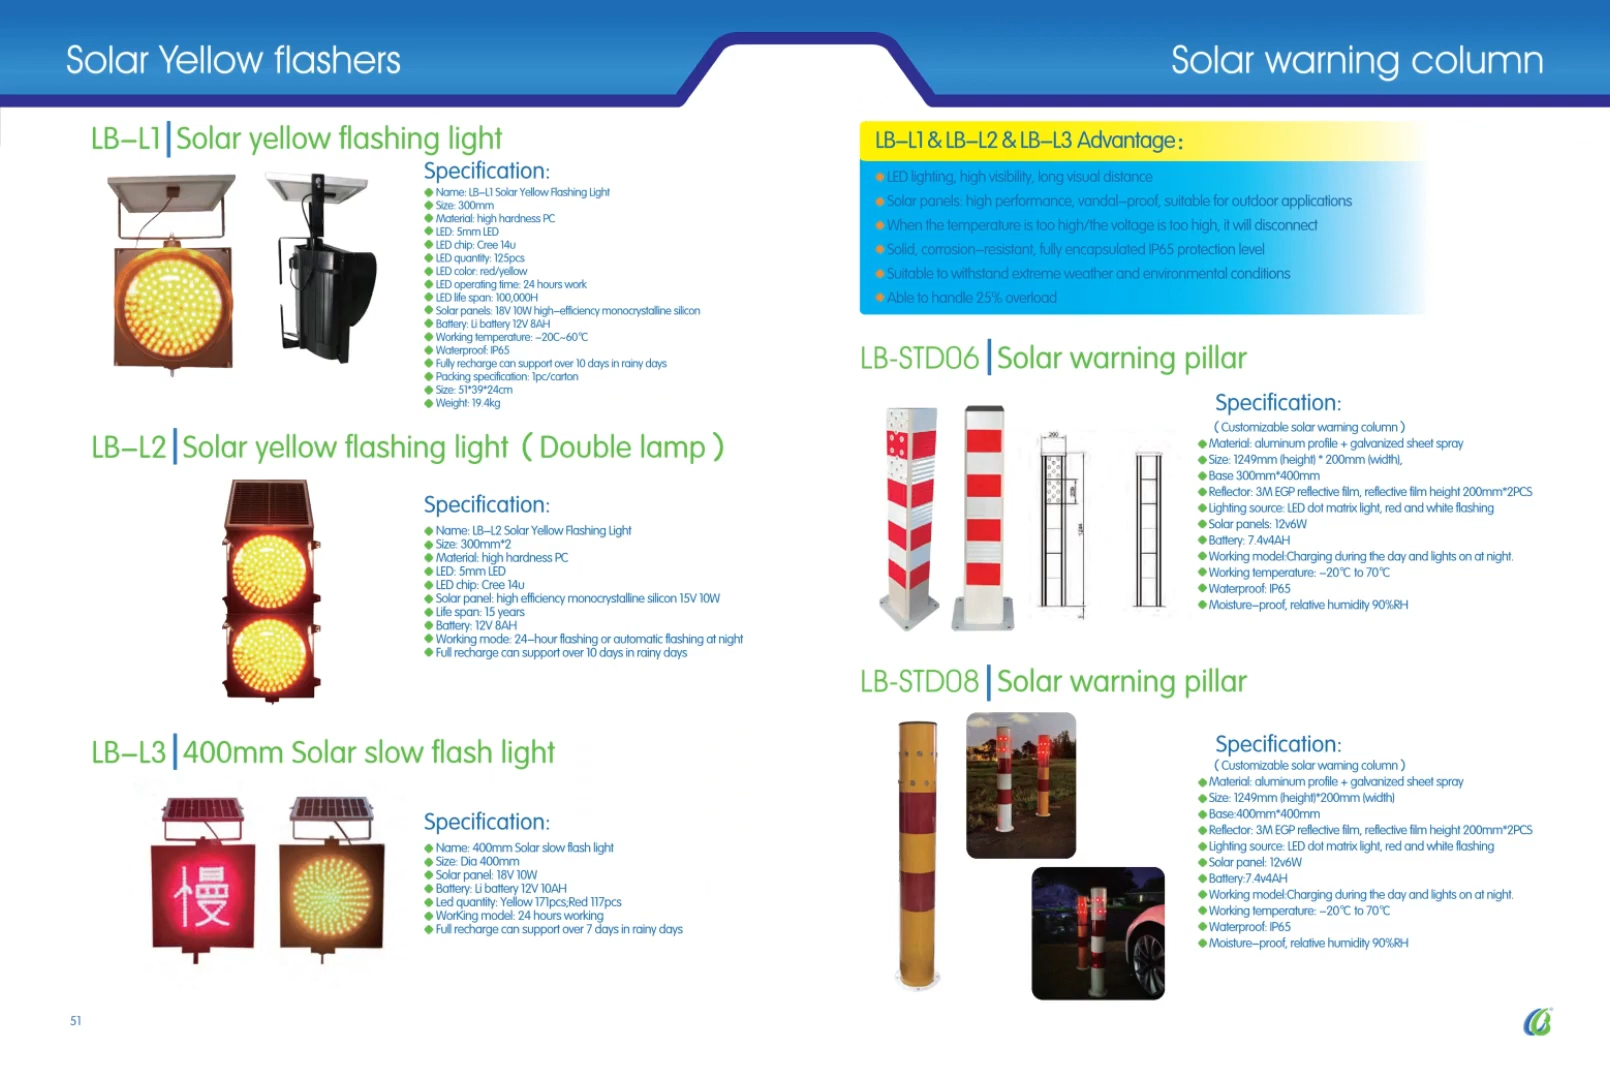 Solar Yellow flashers
Solar warning column
LB–L1 Solar yellow flashing light
Specification:
Name: LB–L1 Solar Yellow Flashing Light
Size: 300mm
Material: high hardness PC
LED: 5mm LED
LED chip: Cree 14u
LED quantity: 125pcs
LED color: red/yellow
LED operating time: 24 hours work
LED life span: 100,000H
Solar panels: 18V 10W high–efficiency monocrystalline silicon
Battery: Li battery 12V 8AH
Working temperature: –20C~60℃
Waterproof: IP65
Fully recharge can support over 10 days in rainy days
Packing specification: 1pc/carton
Size: 51*39*24cm
Weight: 19.4kg
LB–L2 Solar yellow flashing light ( Double lamp )
Specification:
Name: LB–L2 Solar Yellow Flashing Light
Size: 300mm*2
Material: high hardness PC
LED: 5mm LED
LED chip: Cree 14u
Solar panel: high efficiency monocrystalline silicon 15V 10W
Life span: 15 years
Battery: 12V 8AH
Working mode: 24–hour flashing or automatic flashing at night
Full recharge can support over 10 days in rainy days
LB–L3 400mm Solar slow flash light
慢
Specification:
Name: 400mm Solar slow flash light
Size: Dia 400mm
Solar panel: 18V 10W
Battery: Li battery 12V 10AH
Led quantity: Yellow 171pcs;Red 117pcs
WorKing model: 24 hours working
Full recharge can support over 7 days in rainy days
51
LB–L1 & LB–L2 & LB–L3 Advantage:
LED lighting, high visibility, long visual distance
Solar panels: high performance, vandal–proof, suitable for outdoor applications
When the temperature is too high/the voltage is too high, it will disconnect
Solid, corrosion–resistant, fully encapsulated IP65 protection level
Suitable to withstand extreme weather and environmental conditions
Able to handle 25% overload
LB-STD06 Solar warning pillar
200
Specification:
( Customizable solar warning column )
Material: aluminum profile + galvanized sheet spray
Size: 1249mm (height) * 200mm (width),
Base 300mm*400mm
Reflector: 3M EGP reflective film, reflective film height 200mm*2PCS
Lighting source: LED dot matrix light, red and white flashing
Solar panels: 12v6W
Battery: 7.4v4AH
Working model:Charging during the day and lights on at night.
Working temperature: –20℃ to 70℃
Waterproof: IP65
Moisture–proof, relative humidity 90%RH
LB-STD08 Solar warning pillar
Specification:
( Customizable solar warning column )
Material: aluminum profile + galvanized sheet spray
Size: 1249mm (height)*200mm (width)
Base:400mm*400mm
Reflector: 3M EGP reflective film, reflective film height 200mm*2PCS
Lighting source: LED dot matrix light, red and white flashing
Solar panel: 12v6W
Battery:7.4v4AH
Working model:Charging during the day and lights on at night.
Working temperature: –20℃ to 70℃
Waterproof: IP65
Moisture–proof, relative humidity 90%RH